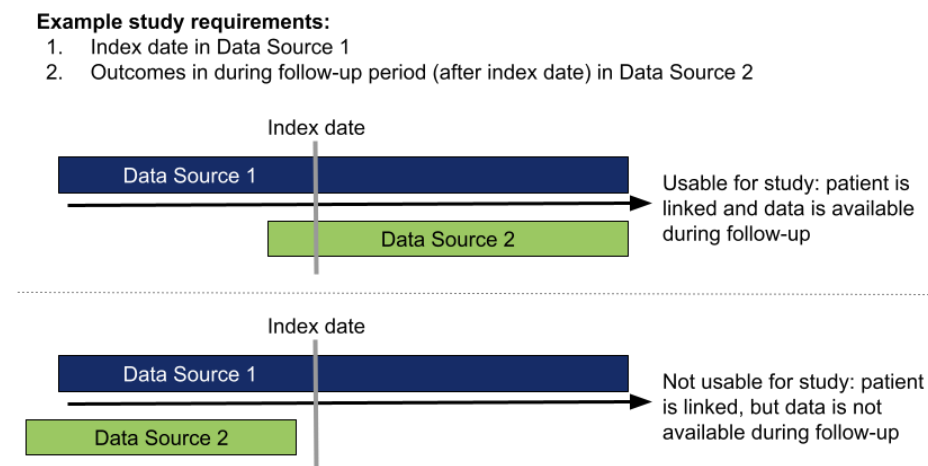 Example study requirements:
1. Index date in Data Source 1
2. Outcomes in during follow-up period (after index date) in Data Source 2
Index date
Data Source 1
Usable for study: patient is
linked and data is available
during follow-up
Data Source 2
Index date
Data Source 1
Not usable for study: patient
is linked, but data is not
available during follow-up
Data Source 2